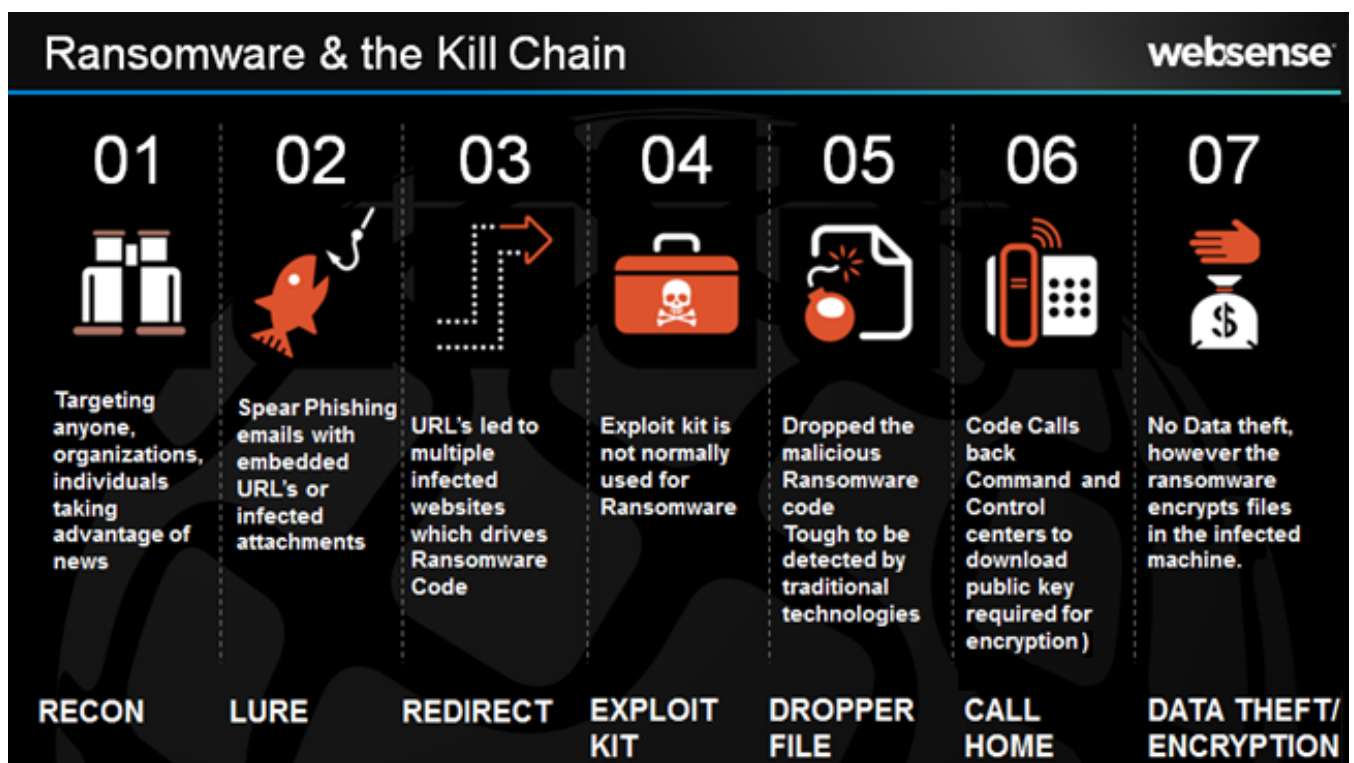 Ransomware & the Kill Chain
websense
01
02
03
04
05
06
07
$
Targeting
anyone,
organizations,
individuals
taking
advantage of
news
Spear Phishing
emails with
embedded
URL's or
infected
attachments
URL's led to
multiple
infected
websites
which drives
Ransomware
Code
Exploit kit is
not normally
used for
Ransomware
Dropped the
malicious
Ransomware
code
Tough to be
detected by
traditional
technologies
Code Calls
back
Command and
Control
centers to
download
public key
required for
encryption )
No Data theft,
however the
ransomware
encrypts files
in the infected
machine.
RECON
LURE
REDIRECT
EXPLOIT
KIT
DROPPER
FILE
CALL
HOME
DATA THEFT/
ENCRYPTION